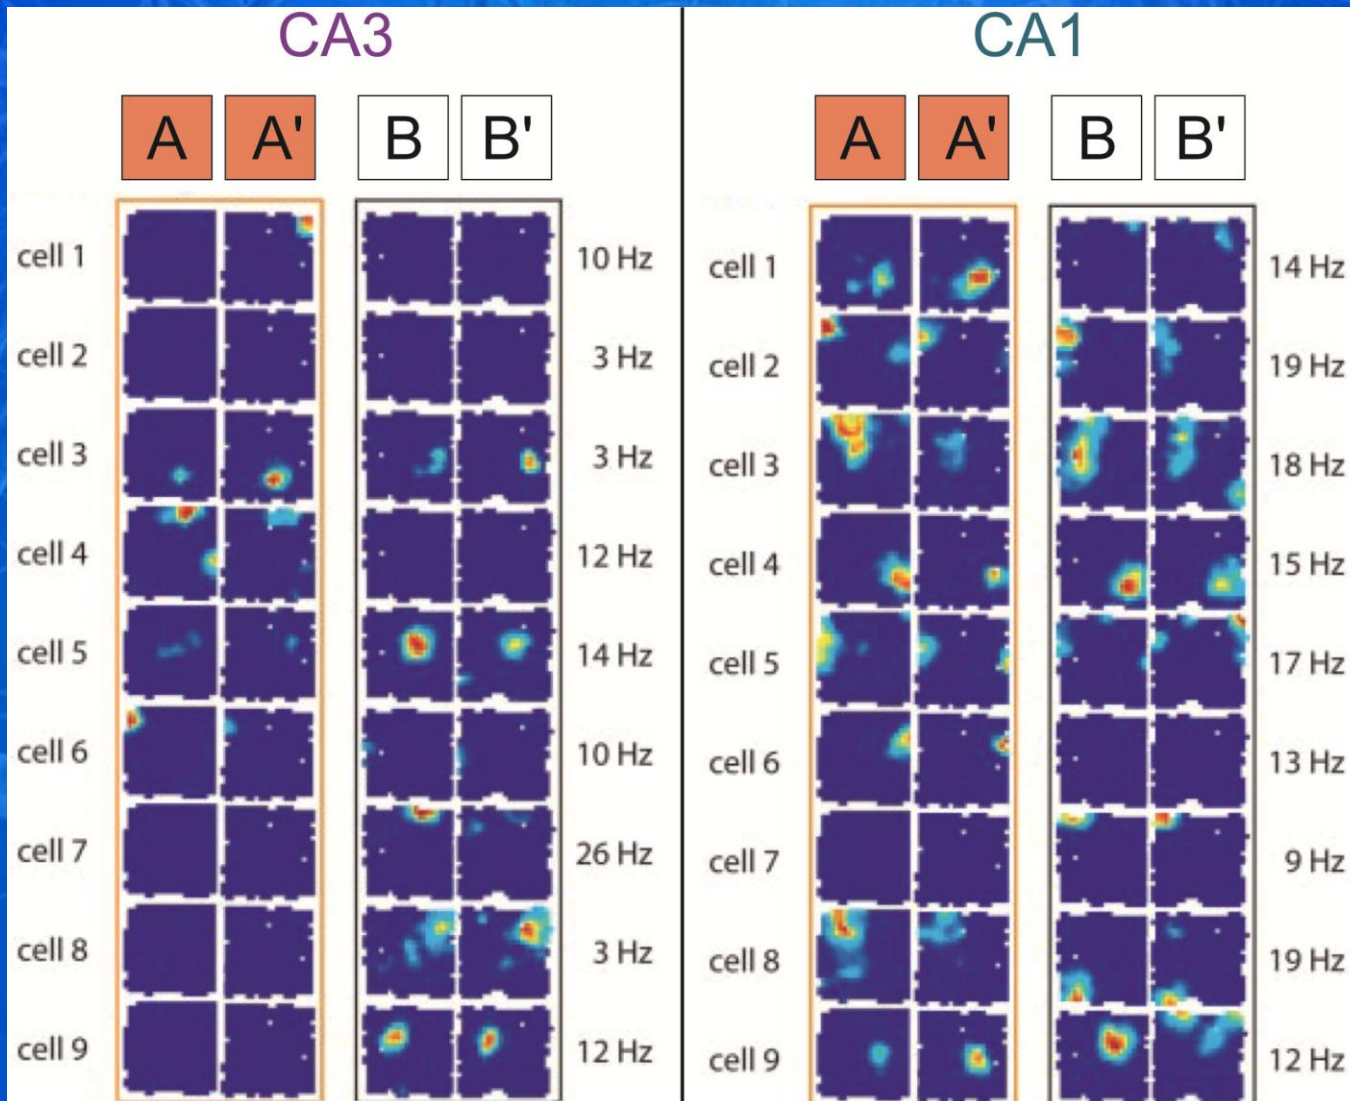 CA3 CA1
A A' B B' A A' B B'
cell 1 10 Hz cell 1 14 Hz
cell 2 3 Hz cell 2 19 Hz
cell 3 3 Hz cell 3 18 Hz
cell 4 12 Hz cell 4 15 Hz
cell 5 14 Hz cell 5 17 Hz
cell 6 10 Hz cell 6 13 Hz
cell 7 26 Hz cell 7 9 Hz
cell 8 3 Hz cell 8 19 Hz
cell 9 12 Hz cell 9 12 Hz